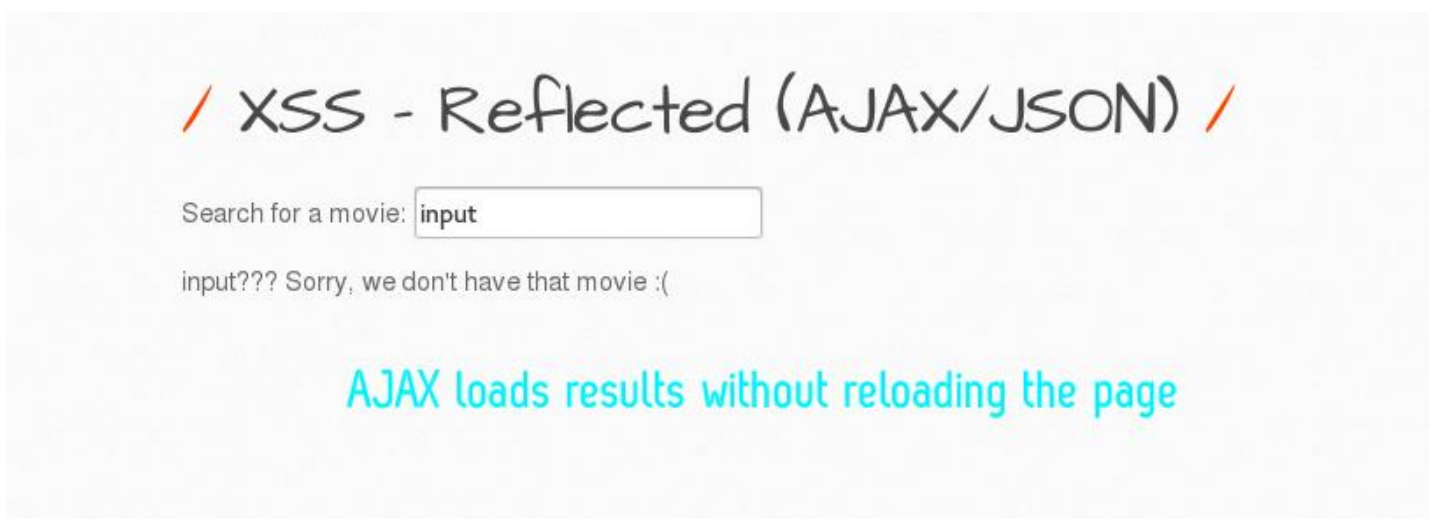 / XSS - Reflected (AJAX/JSON) /
Search for a movie: input
input??? Sorry, we don't have that movie :(
AJAX loads results without reloading the page